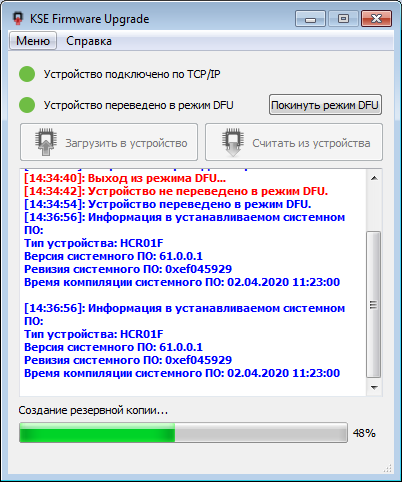 KSE Firmware Upgrade
Меню Справка
Устройство подключено по TCP/IP
Устройство переведено в режим DFU Покинуть режим DFU
Загрузить в устройство Считать из устройства
[14:34:40]: Выход из режима DFU...
[14:34:42]: Устройство не переведено в режим DFU.
[14:34:54]: Устройство переведено в режим DFU.
[14:36:56]: Информация в устанавливаемом системном
ПО:
Тип устройства: HCR01F
Версия системного ПО: 61.0.0.1
Ревизия системного ПО: 0xef045929
Время компиляции системного ПО: 02.04.2020 11:23:00
[14:36:56]: Информация в устанавливаемом системном
ПО:
Тип устройства: HCR01F
Версия системного ПО: 61.0.0.1
Ревизия системного ПО: 0xef045929
Время компиляции системного ПО: 02.04.2020 11:23:00
Создание резервной копии...
48%